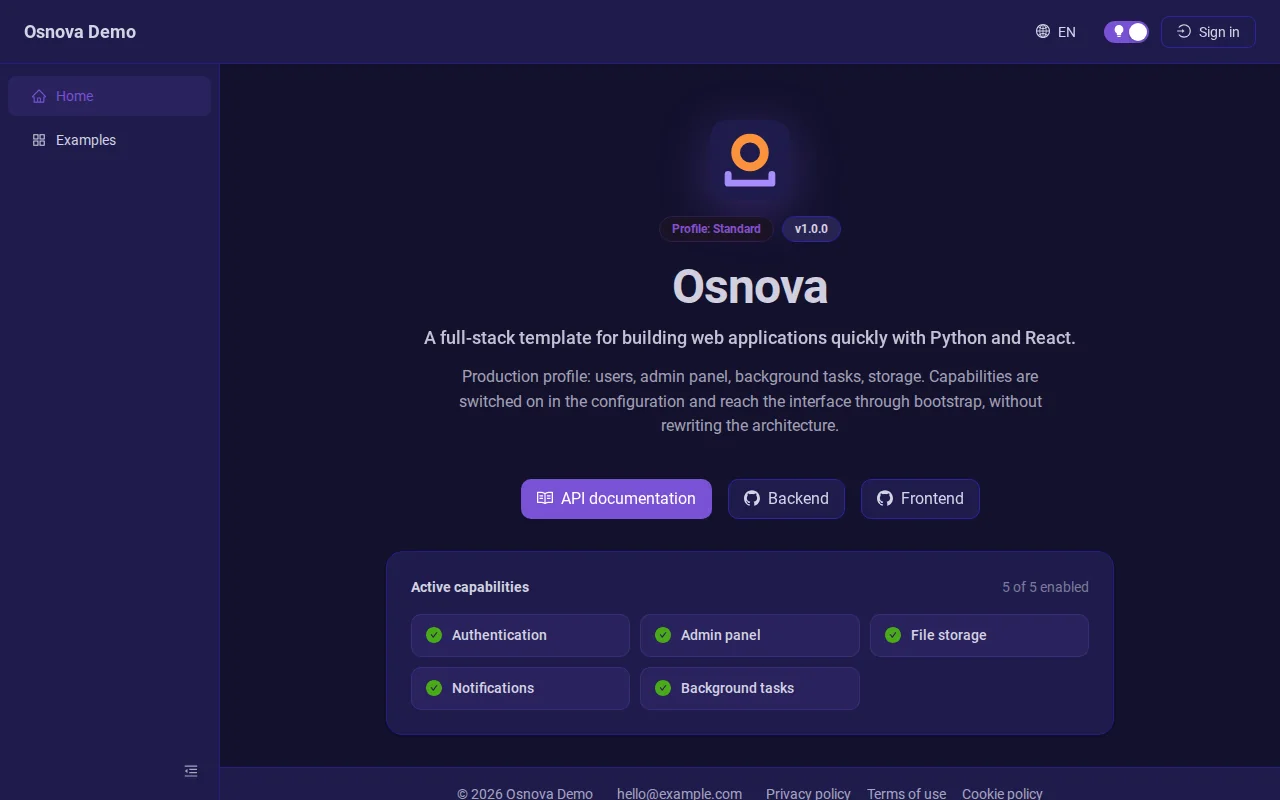 Osnova Demo
EN
Sign in
Home
Examples
Profile: Standard
v1.0.0
Osnova
A full-stack template for building web applications quickly with Python and React.
Production profile: users, admin panel, background tasks, storage. Capabilities are
switched on in the configuration and reach the interface through bootstrap, without
rewriting the architecture.
API documentation
Backend
Frontend
Active capabilities
5 of 5 enabled
Authentication
Admin panel
File storage
Notifications
Background tasks
© 2026 Osnova Demo
hello@example.com
Privacy policy
Terms of use
Cookie policy